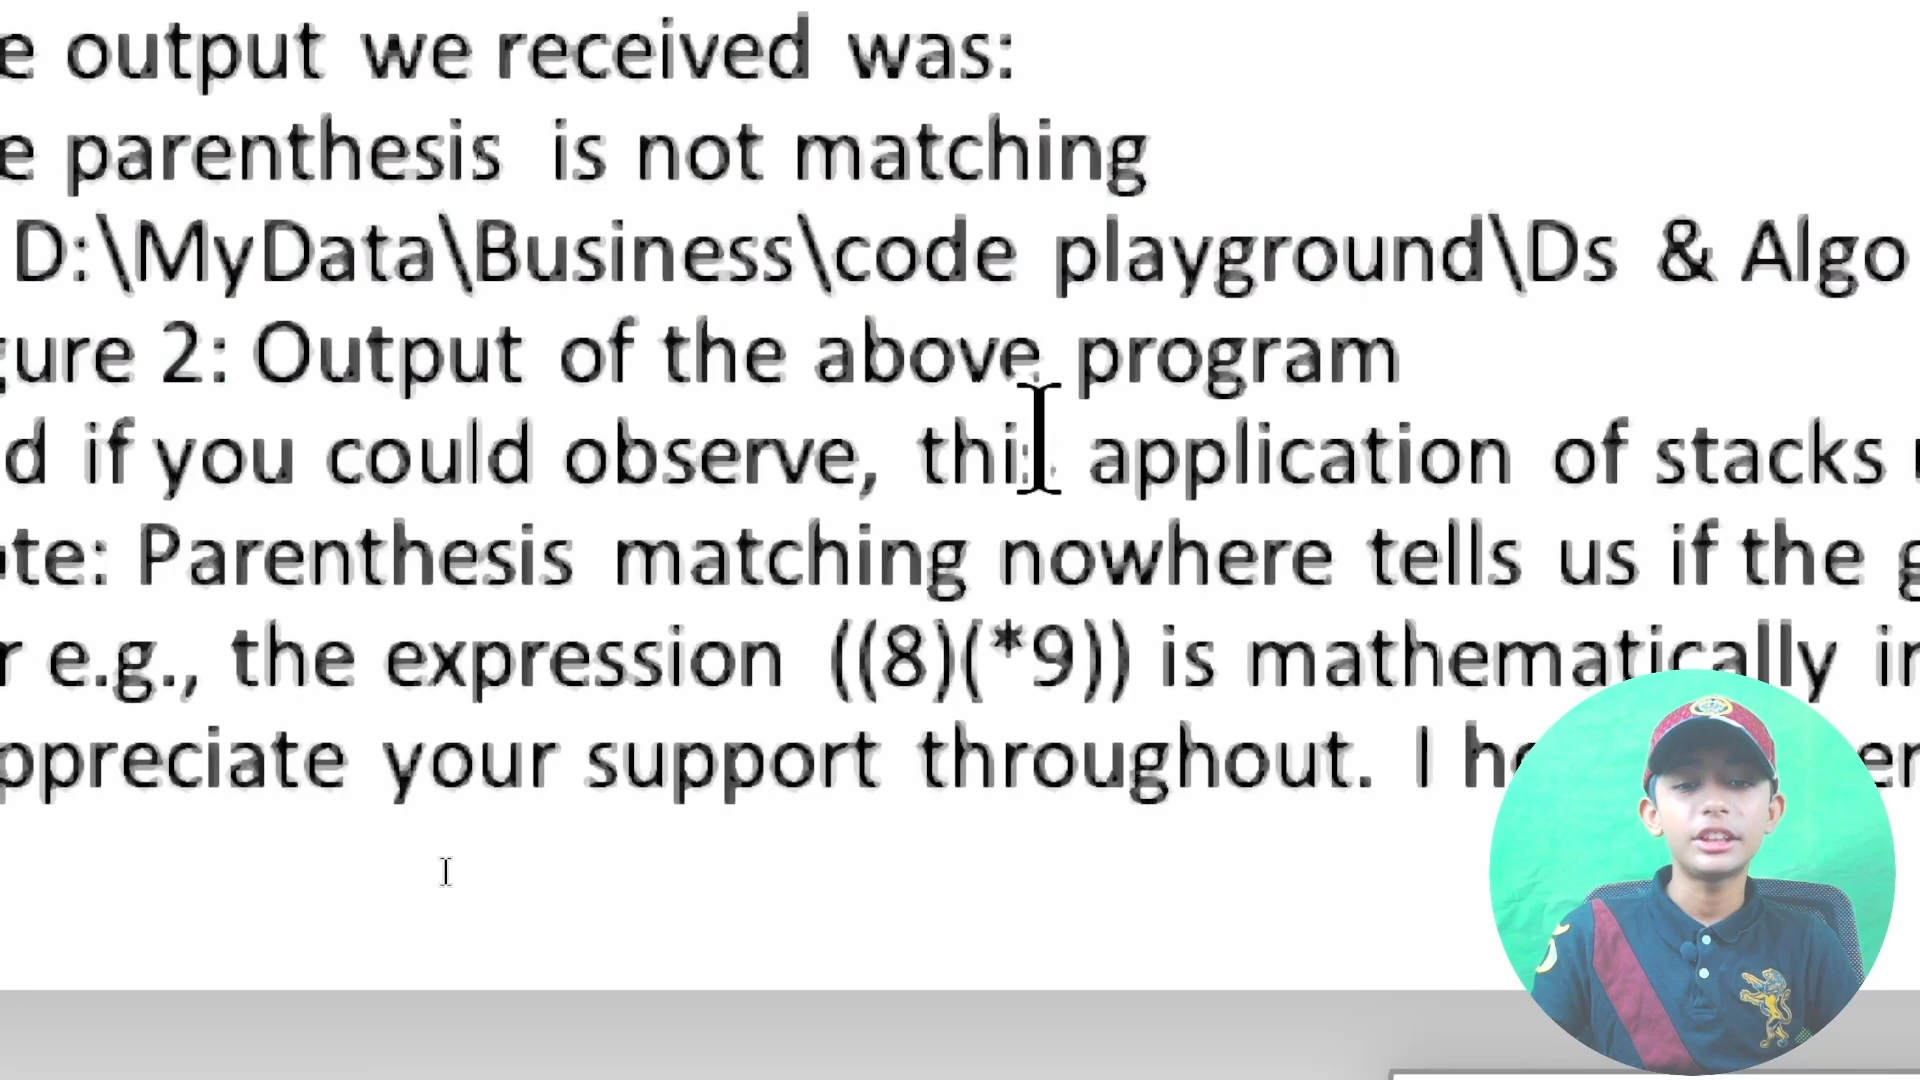 e output we received was:
e parenthesis is not matching
D:\MyData\Business\code playground\Ds & Algo
gure 2: Output of the above program
d if you could observe, this application of stacks
te: Parenthesis matching nowhere tells us if the
r e.g., the expression ((8)(*9)) is mathematically in
ppreciate your support throughout. I